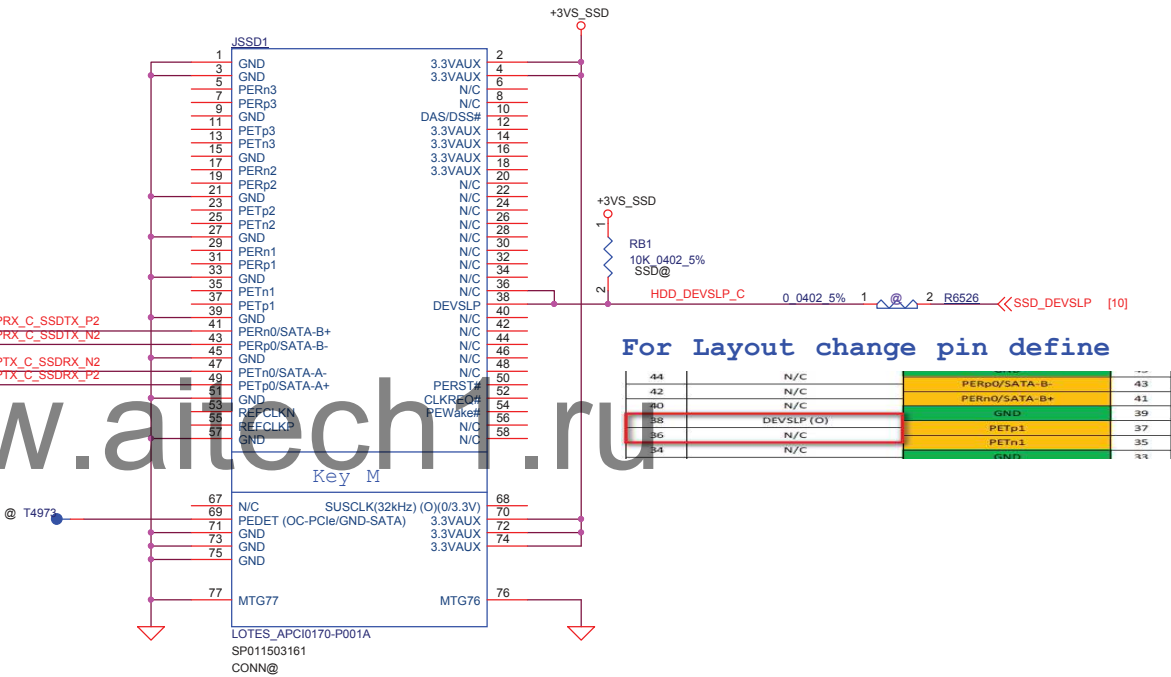 +3VS_SSD
JSSD1
1 GND 3.3VAUX 2
3 GND 3.3VAUX 4
5 PERn3 N/C 6
7 PERp3 N/C 8
9 GND DAS/DSS# 10
11 PETp3 3.3VAUX 12
13 PETn3 3.3VAUX 14
15 GND 3.3VAUX 16
17 PERn2 3.3VAUX 18
19 PERp2 N/C 20
21 GND N/C 22
23 PETp2 N/C 24
25 PETn2 N/C 26
27 GND N/C 28
29 PERn1 N/C 30
31 PERp1 N/C 32
33 GND N/C 34
35 PETn1 N/C 36
37 PETp1 DEVSLP 38
39 GND N/C 40
41 PERn0/SATA-B+ N/C 42
43 PERp0/SATA-B- N/C 44
45 GND N/C 46
47 PETn0/SATA-A- N/C 48
49 PETp0/SATA-A+ PERST# 50
51 GND CLKREQ# 52
53 REFCLKN PEWake# 54
55 REFCLKP N/C 56
57 GND N/C 58
Key M
67 N/C SUSCLK(32kHz) (O)(0/3.3V) 68
69 PEDET (OC-PCIe/GND-SATA) 3.3VAUX 70
71 GND 3.3VAUX 72
73 GND 3.3VAUX 74
75 GND
77 MTG77 MTG76 76
LOTES_APCI0170-P001A
SP011503161
CONN@
PRX_C_SSDTX_P2
PRX_C_SSDTX_N2
PTX_C_SSDRX_N2
PTX_C_SSDRX_P2
@ T4973
+3VS_SSD
1
RB1
10K_0402_5%
SSD@
2
HDD_DEVSLP_C 0_0402_5% 1 @ 2 R6526 SSD_DEVSLP [10]
For Layout change pin define
44 N/C PERp0/SATA-B- 43
42 N/C PERn0/SATA-B+ 41
40 N/C GND 39
38 DEVSLP (O) PETp1 37
36 N/C PETn1 35
34 N/C GND 33
w.aitech1.ru